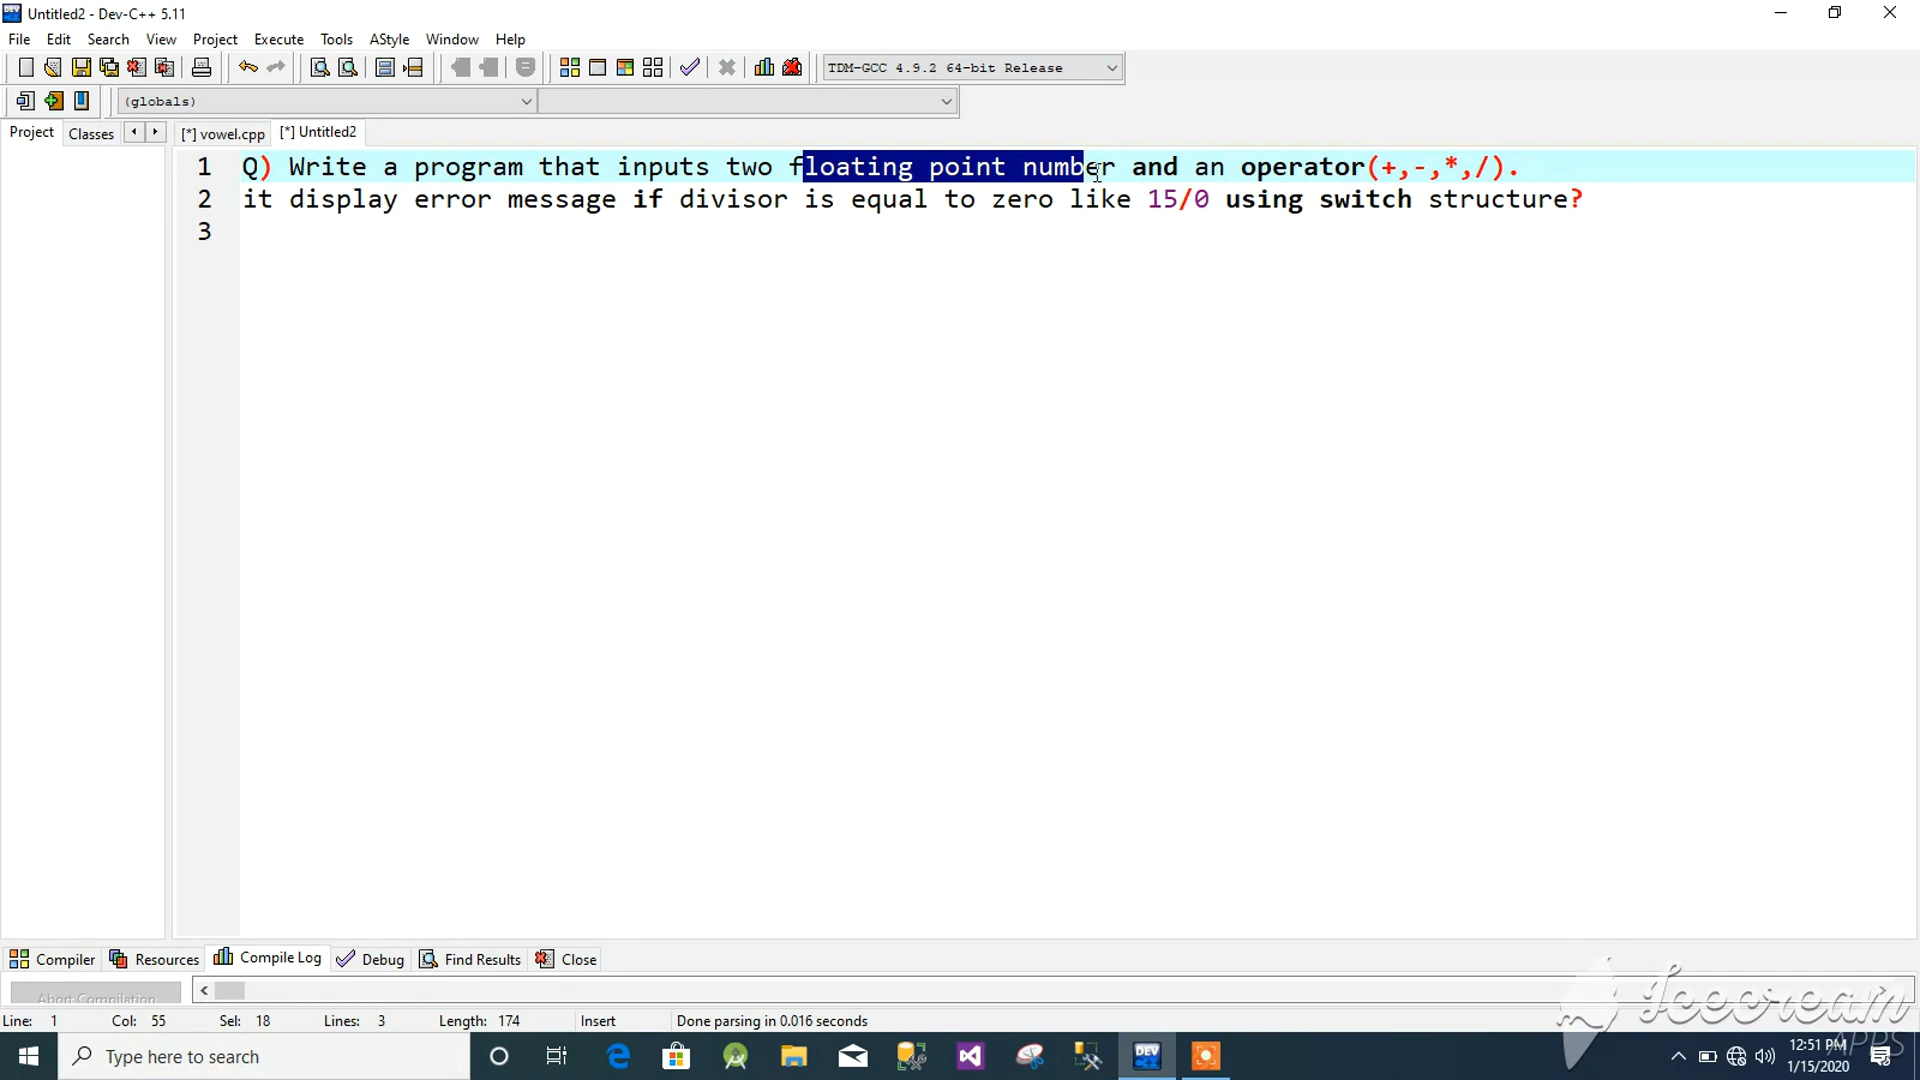 Untitled2 - Dev-C++ 5.11
File Edit Search View Project Execute Tools AStyle Window Help
TDM-GCC 4.9.2 64-bit Release
(globals)
Project Classes [*] vowel.cpp [*] Untitled2
1 Q) Write a program that inputs two floating point number and an operator(+,-,*,/).
2 it display error message if divisor is equal to zero like 15/0 using switch structure?
3
Compiler Resources Compile Log Debug Find Results Close
Abort Compilation
Line: 1 Col: 55 Sel: 18 Lines: 3 Length: 174 Insert Done parsing in 0.016 seconds
Icecream
APPS
Type here to search
DEV
12:51 PM
1/15/2020